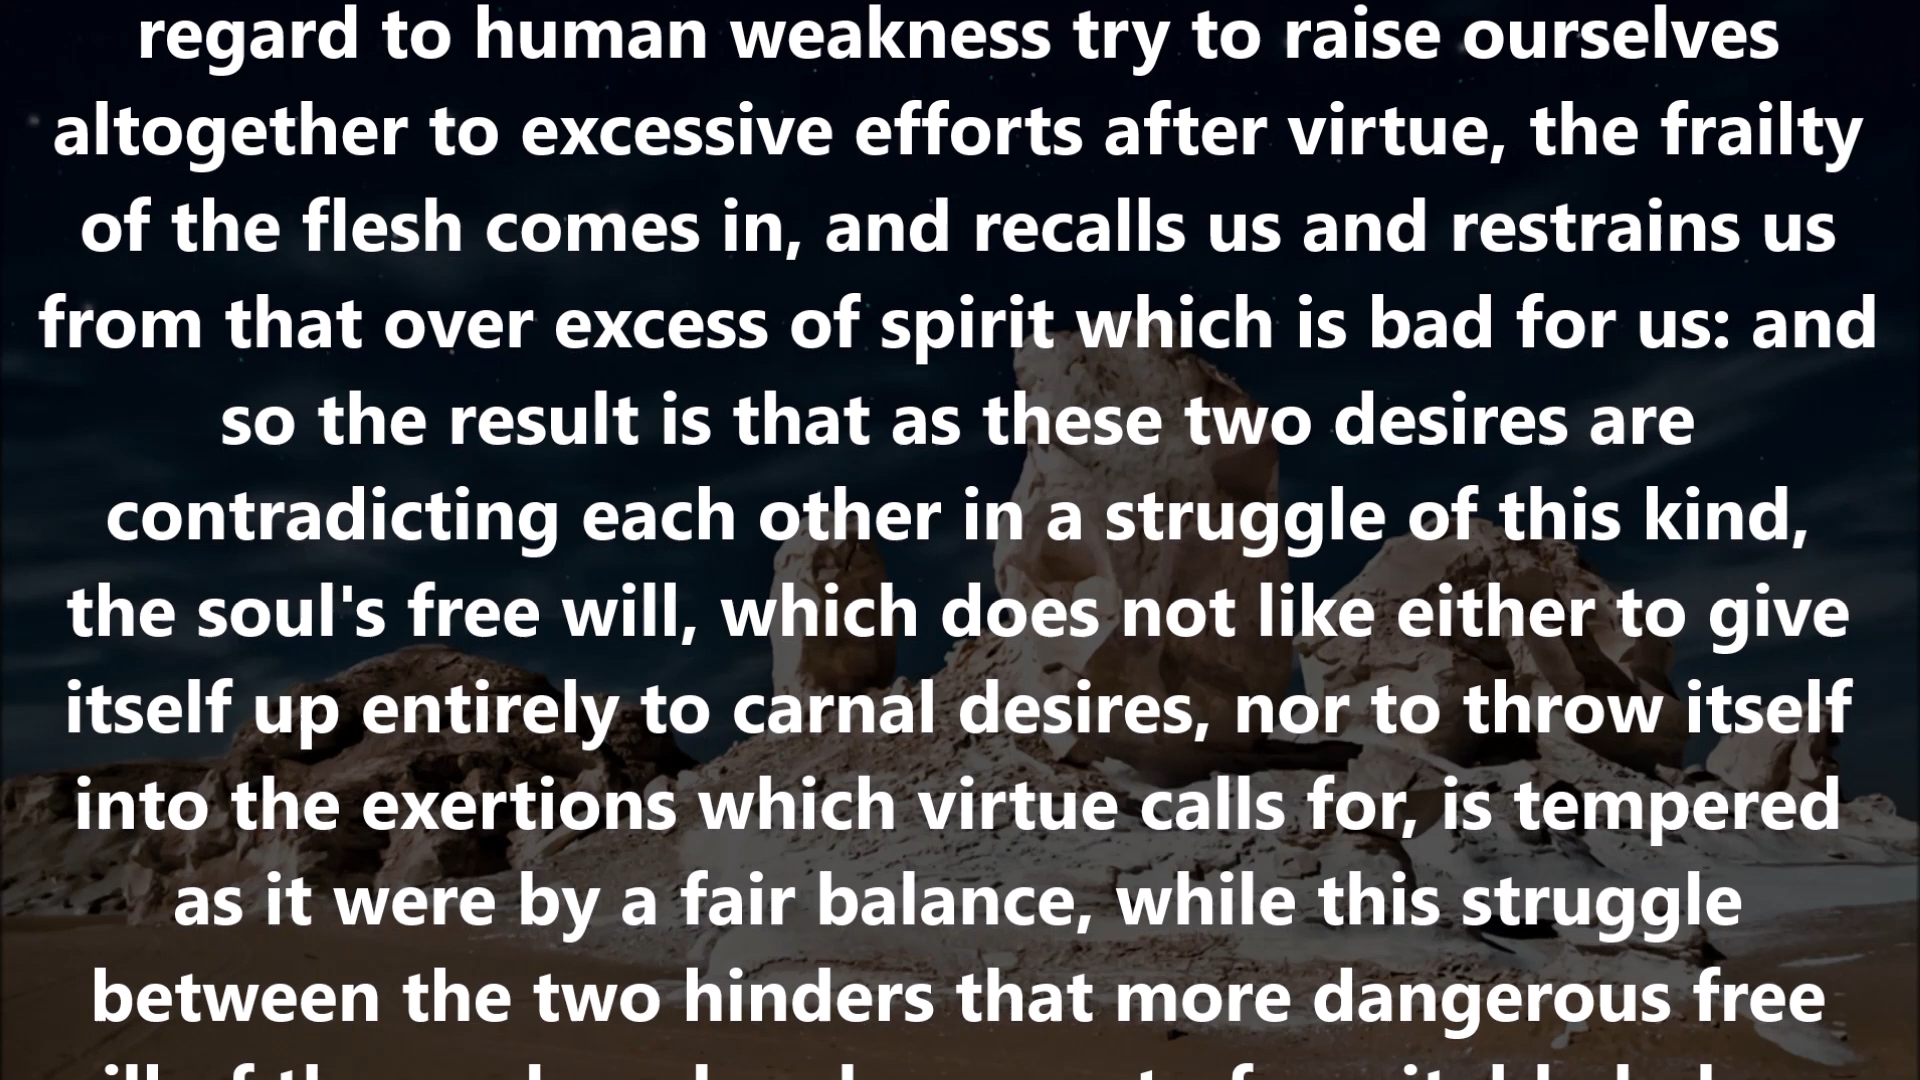 regard to human weakness try to raise ourselves
altogether to excessive efforts after virtue, the frailty
of the flesh comes in, and recalls us and restrains us
from that over excess of spirit which is bad for us: and
so the result is that as these two desires are
contradicting each other in a struggle of this kind,
the soul's free will, which does not like either to give
itself up entirely to carnal desires, nor to throw itself
into the exertions which virtue calls for, is tempered
as it were by a fair balance, while this struggle
between the two hinders that more dangerous free